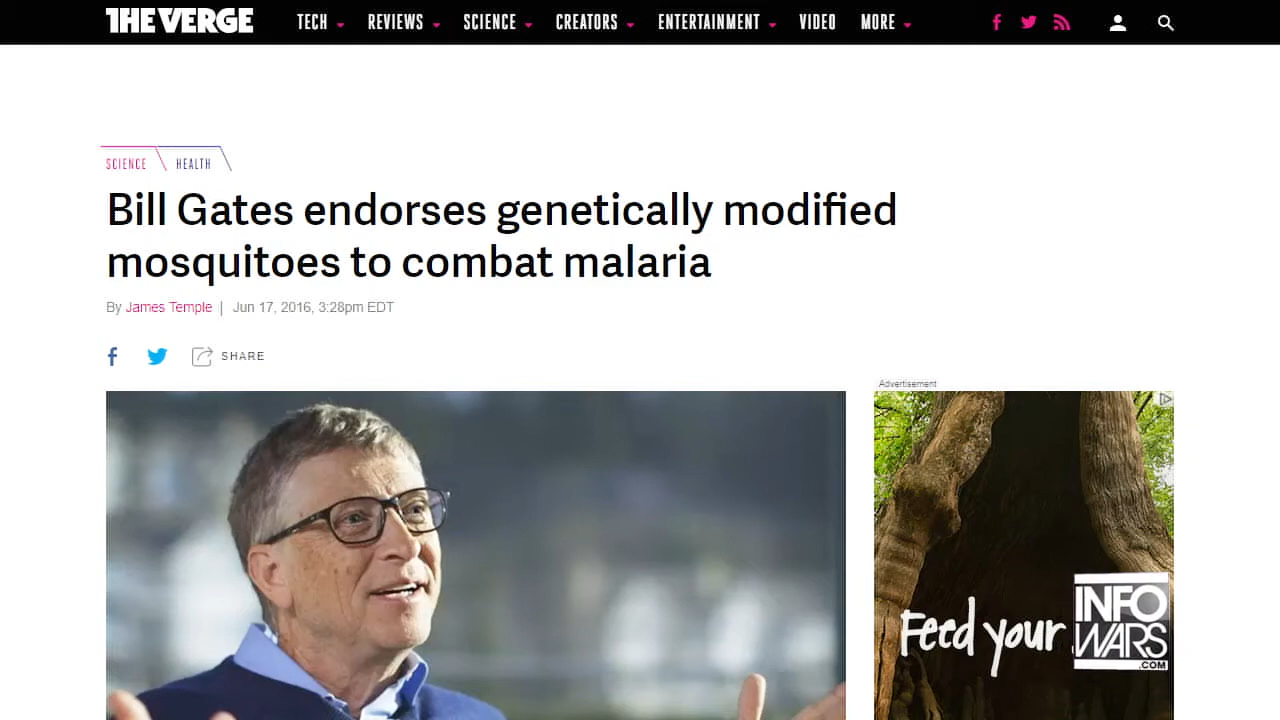 THE VERGE
TECH REVIEWS SCIENCE CREATORS ENTERTAINMENT VIDEO MORE
SCIENCE HEALTH
Bill Gates endorses genetically modified
mosquitoes to combat malaria
By James Temple | Jun 17, 2016, 3:28pm EDT
SHARE
Advertisement
Feed your
INFO
WARS
.COM